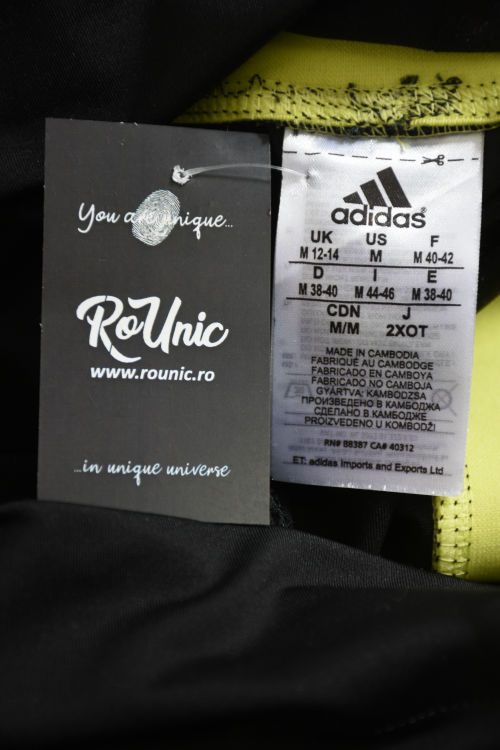 You are unique...
RoUnic
www.rounic.ro
...in unique universe
adidas®
UK US F
M 12-14 M M 40-42
D I E
M 38-40 M 44-46 M 38-40
CDN J
M/M 2XOT
MADE IN CAMBODIA
FABRIQUÉ AU CAMBODGE
FABRICADO EN CAMBOYA
FABRICADO NO CAMBOJA
GYÁRTVA: KAMBODZSA
ПРОИЗВЕДЕНО В КАМБОДЖА
СДЕЛАНО В КАМБОДЖЕ
PROIZVEDENO U KOMBODŽI
RN# 88387 CA# 40312
ET: adidas Imports and Exports Ltd